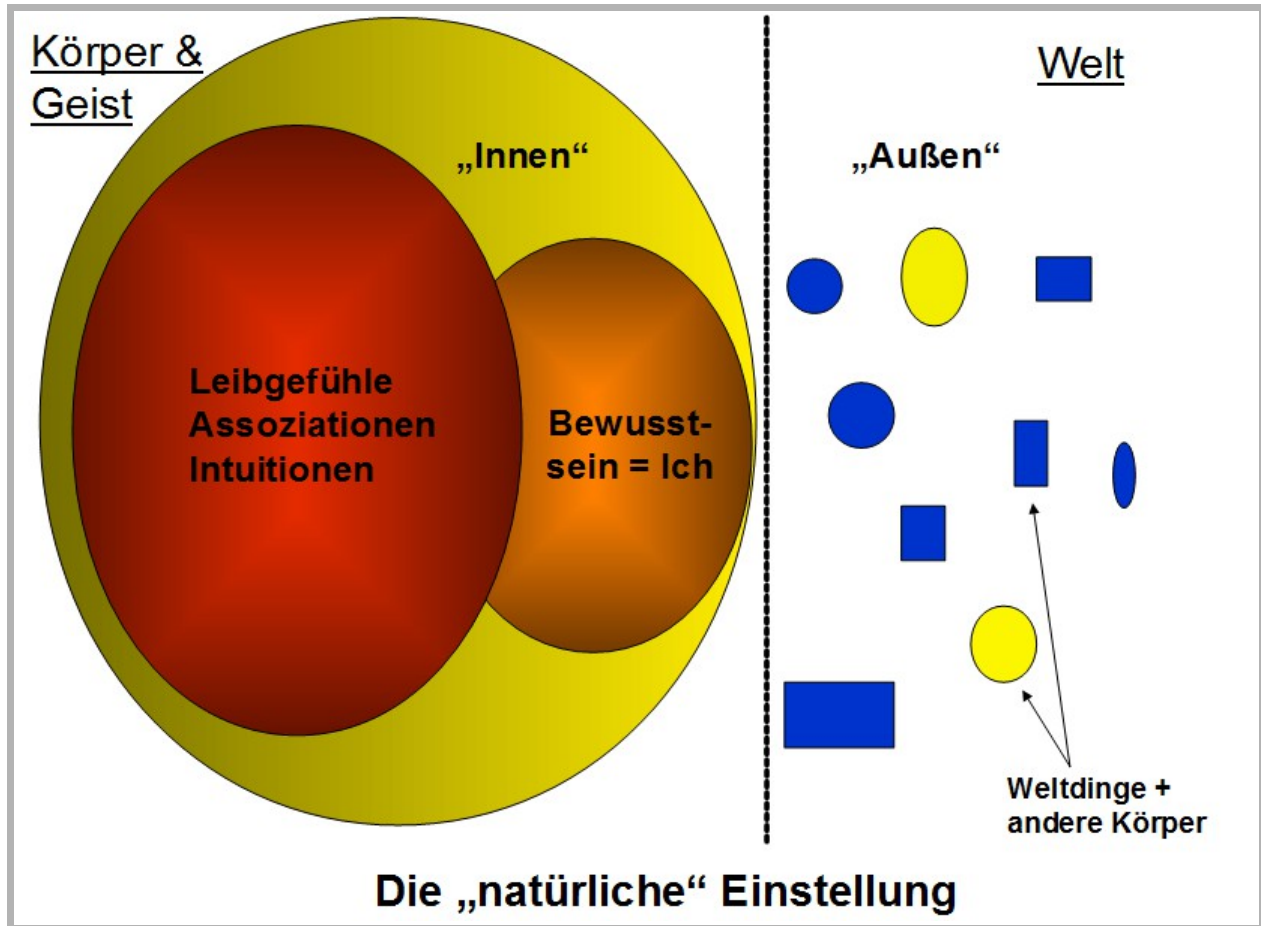 Körper &
Geist
Welt
„Innen“
„Außen“
Leibgefühle
Assoziationen
Intuitionen
Bewusst-
sein = Ich
Weltdinge +
andere Körper
Die „natürliche“ Einstellung